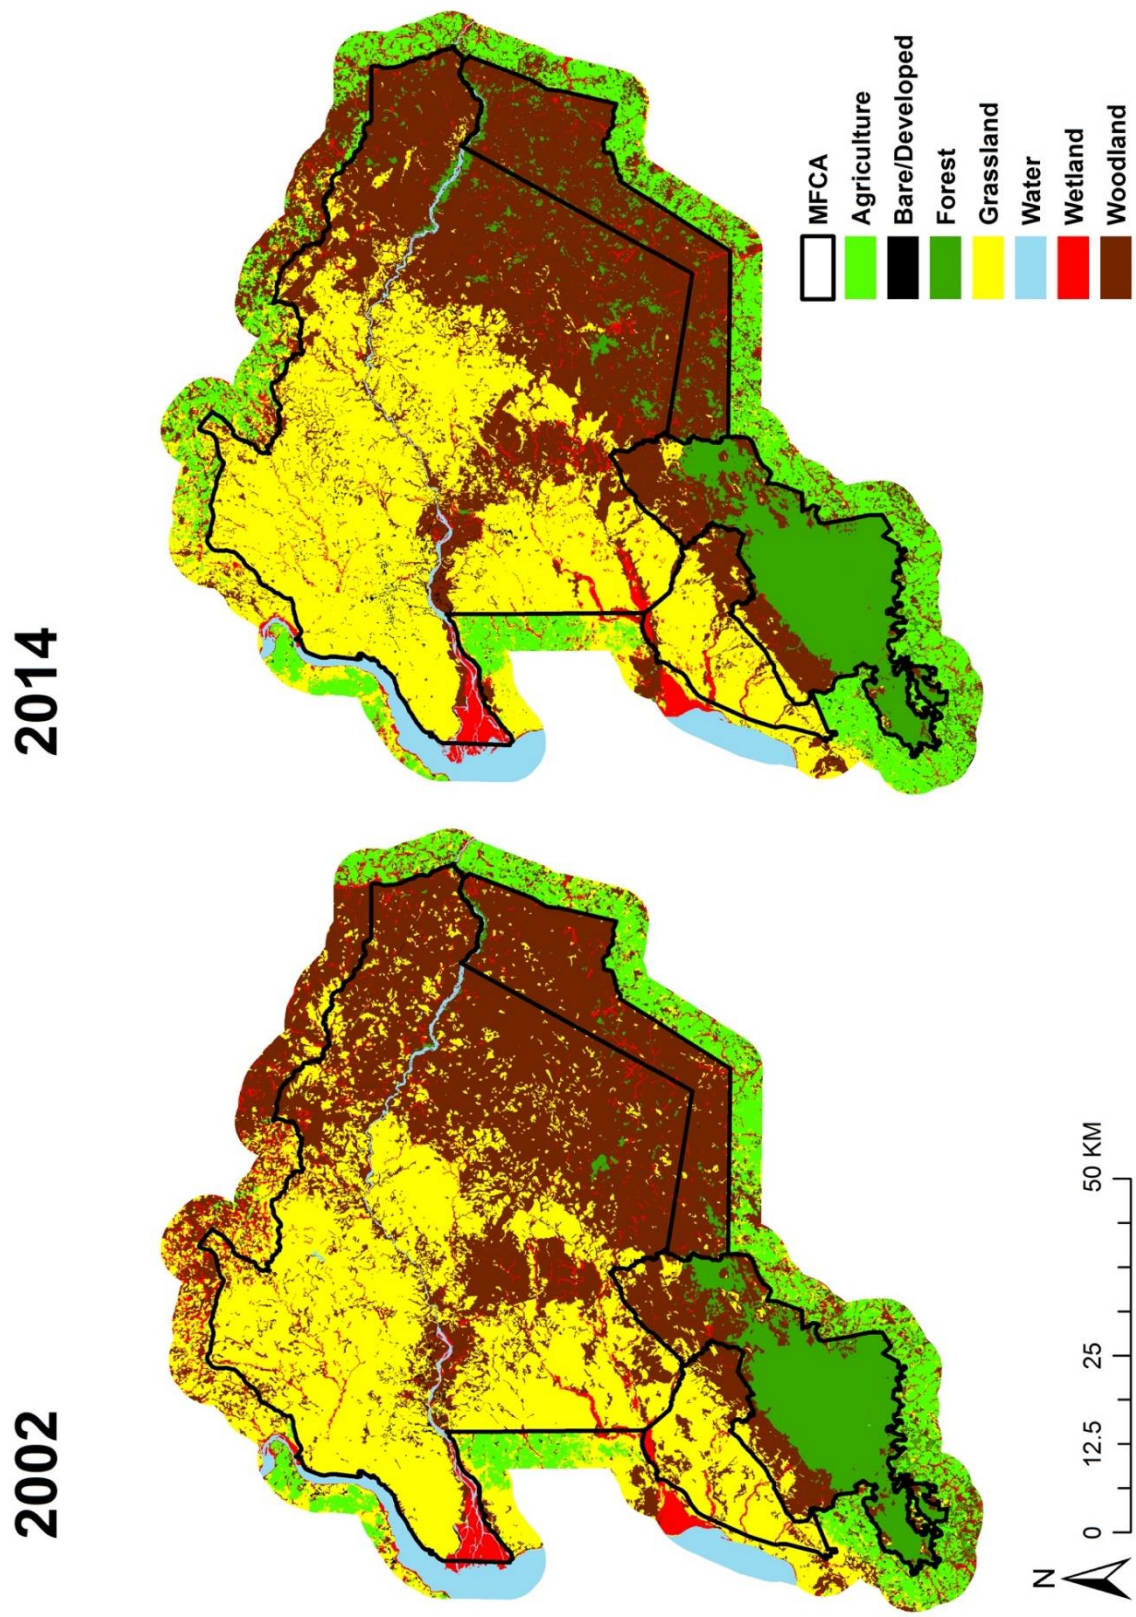 2002
2014
N
0 12.5 25 50 KM
MFCA
Agriculture
Bare/Developed
Forest
Grassland
Water
Wetland
Woodland